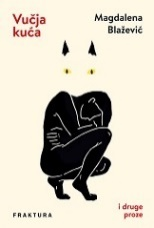 Vučja
kuća
Magdalena
Blažević
FRAKTURA
i druge
proze